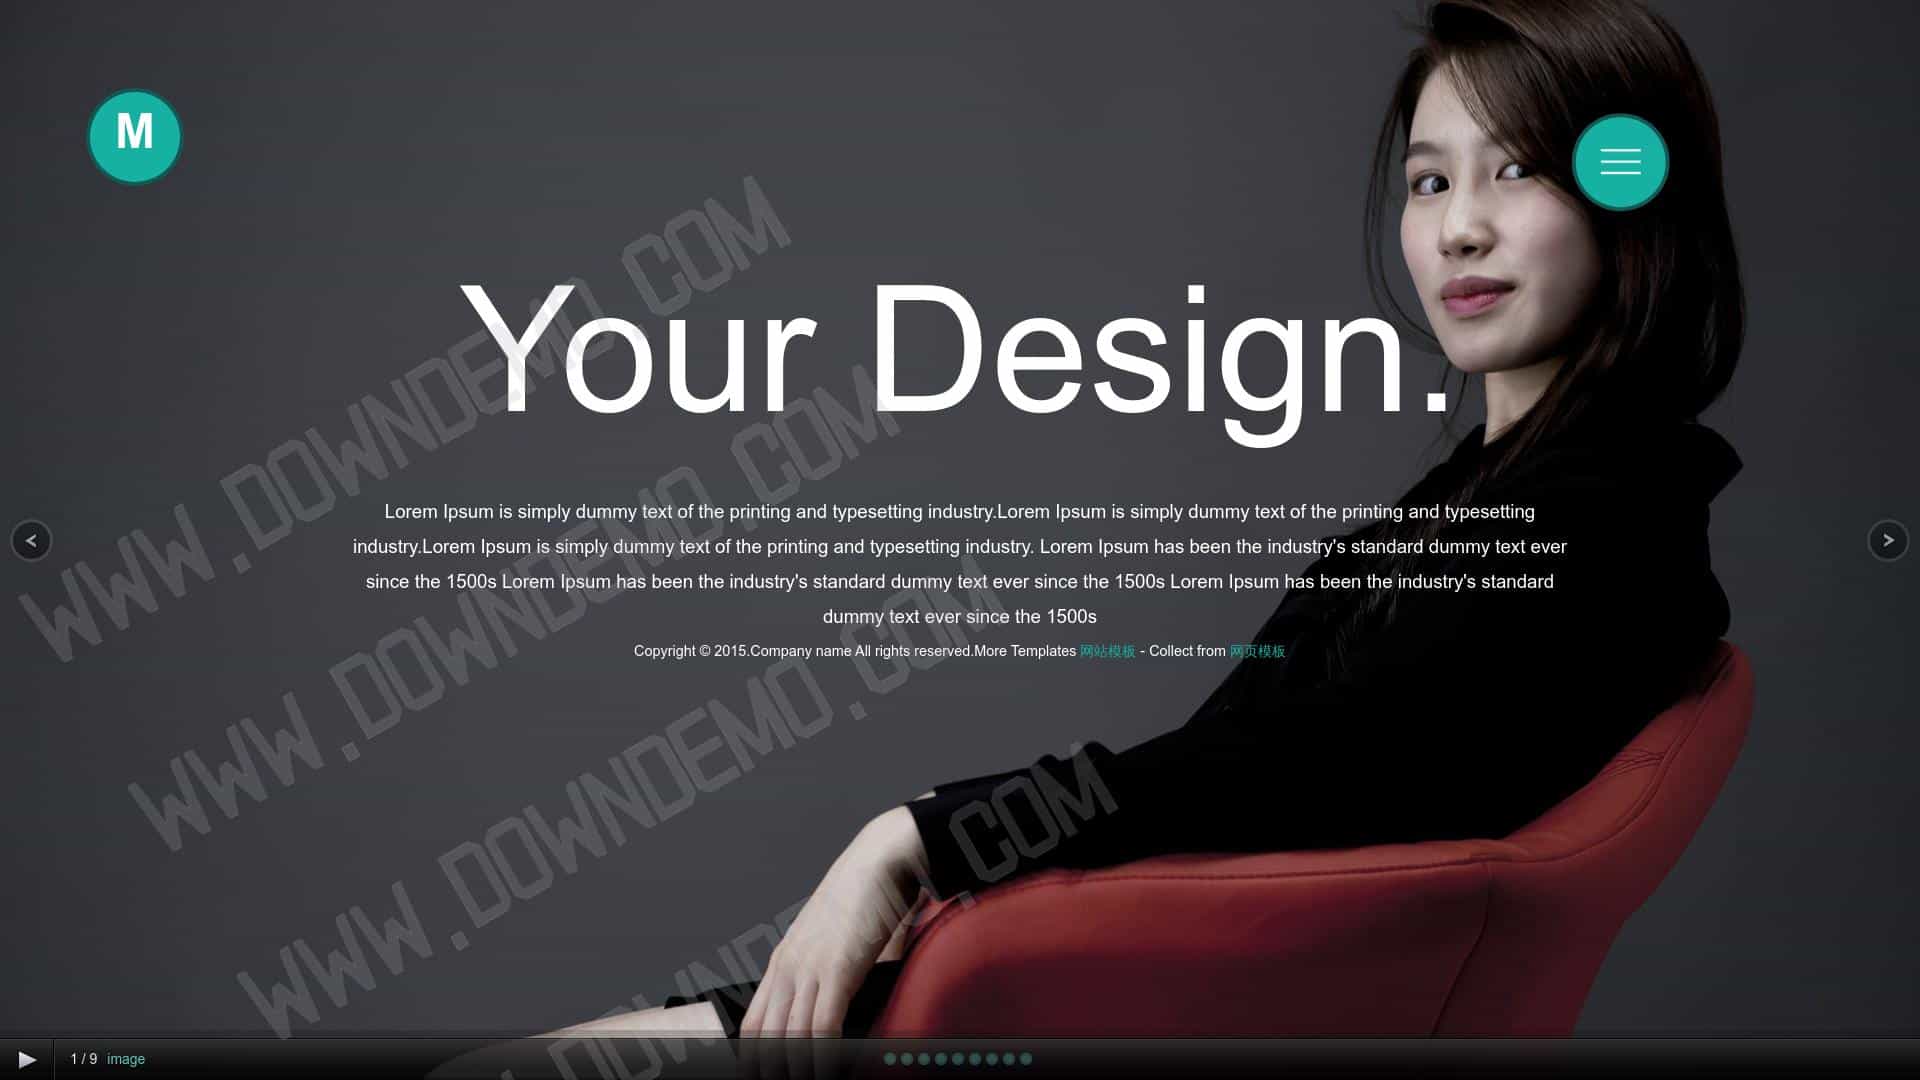 M
Your Design.
Lorem Ipsum is simply dummy text of the printing and typesetting industry.Lorem Ipsum is simply dummy text of the printing and typesetting
industry.Lorem Ipsum is simply dummy text of the printing and typesetting industry. Lorem Ipsum has been the industry's standard dummy text ever
since the 1500s Lorem Ipsum has been the industry's standard dummy text ever since the 1500s Lorem Ipsum has been the industry's standard
dummy text ever since the 1500s
Copyright © 2015.Company name All rights reserved.More Templates 网站模板 - Collect from 网页模板
WWW.DOWNDEMO.COM
WWW.DOWNDEMO.COM
WWW.DOWNDEMO.COM
DOWNDEMO.COM
<
>
1 / 9 image